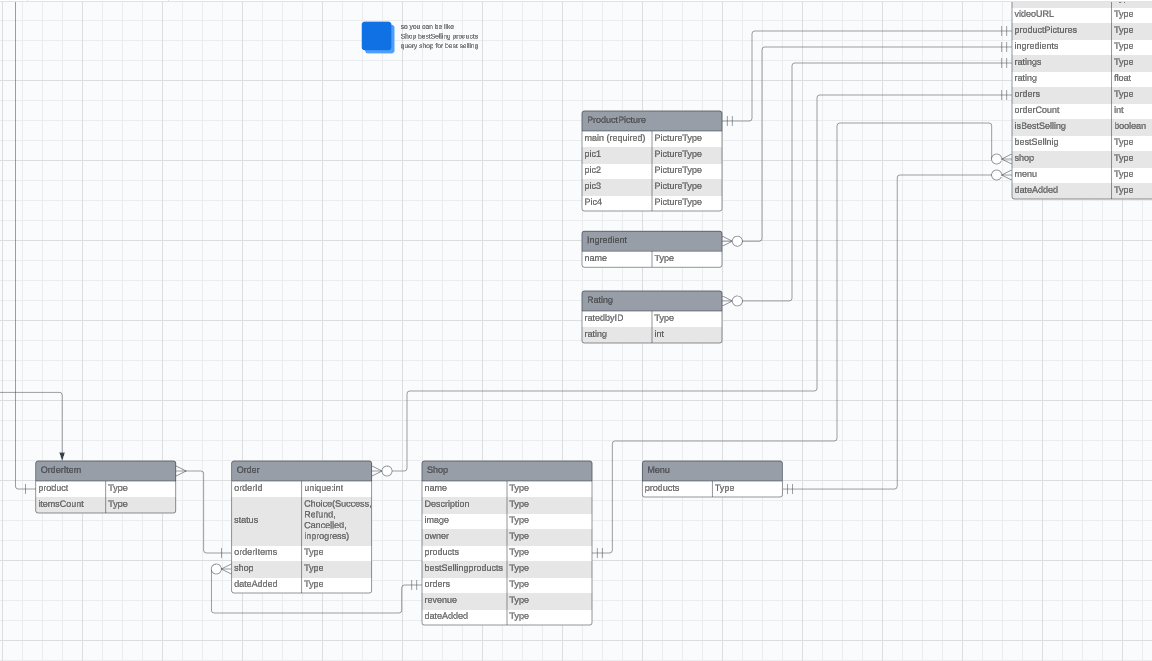 so you can be like
Shop bestSelling products
query shop for best selling
videoURL Type
productPictures Type
ingredients Type
ratings Type
rating float
orders Type
orderCount int
isBestSelling boolean
bestSellnig Type
shop Type
menu Type
dateAdded Type
ProductPicture
main (required) PictureType
pic1 PictureType
pic2 PictureType
pic3 PictureType
Pic4 PictureType
Ingredient
name Type
Rating
ratedbyID Type
rating int
OrderItem
product Type
itemsCount Type
Order
orderId unique:int
status Choice(Success,
Refund,
Cancelled,
inprogress)
orderItems Type
shop Type
dateAdded Type
Shop
name Type
Description Type
image Type
owner Type
products Type
bestSellingproducts Type
orders Type
revenue Type
dateAdded Type
Menu
products Type